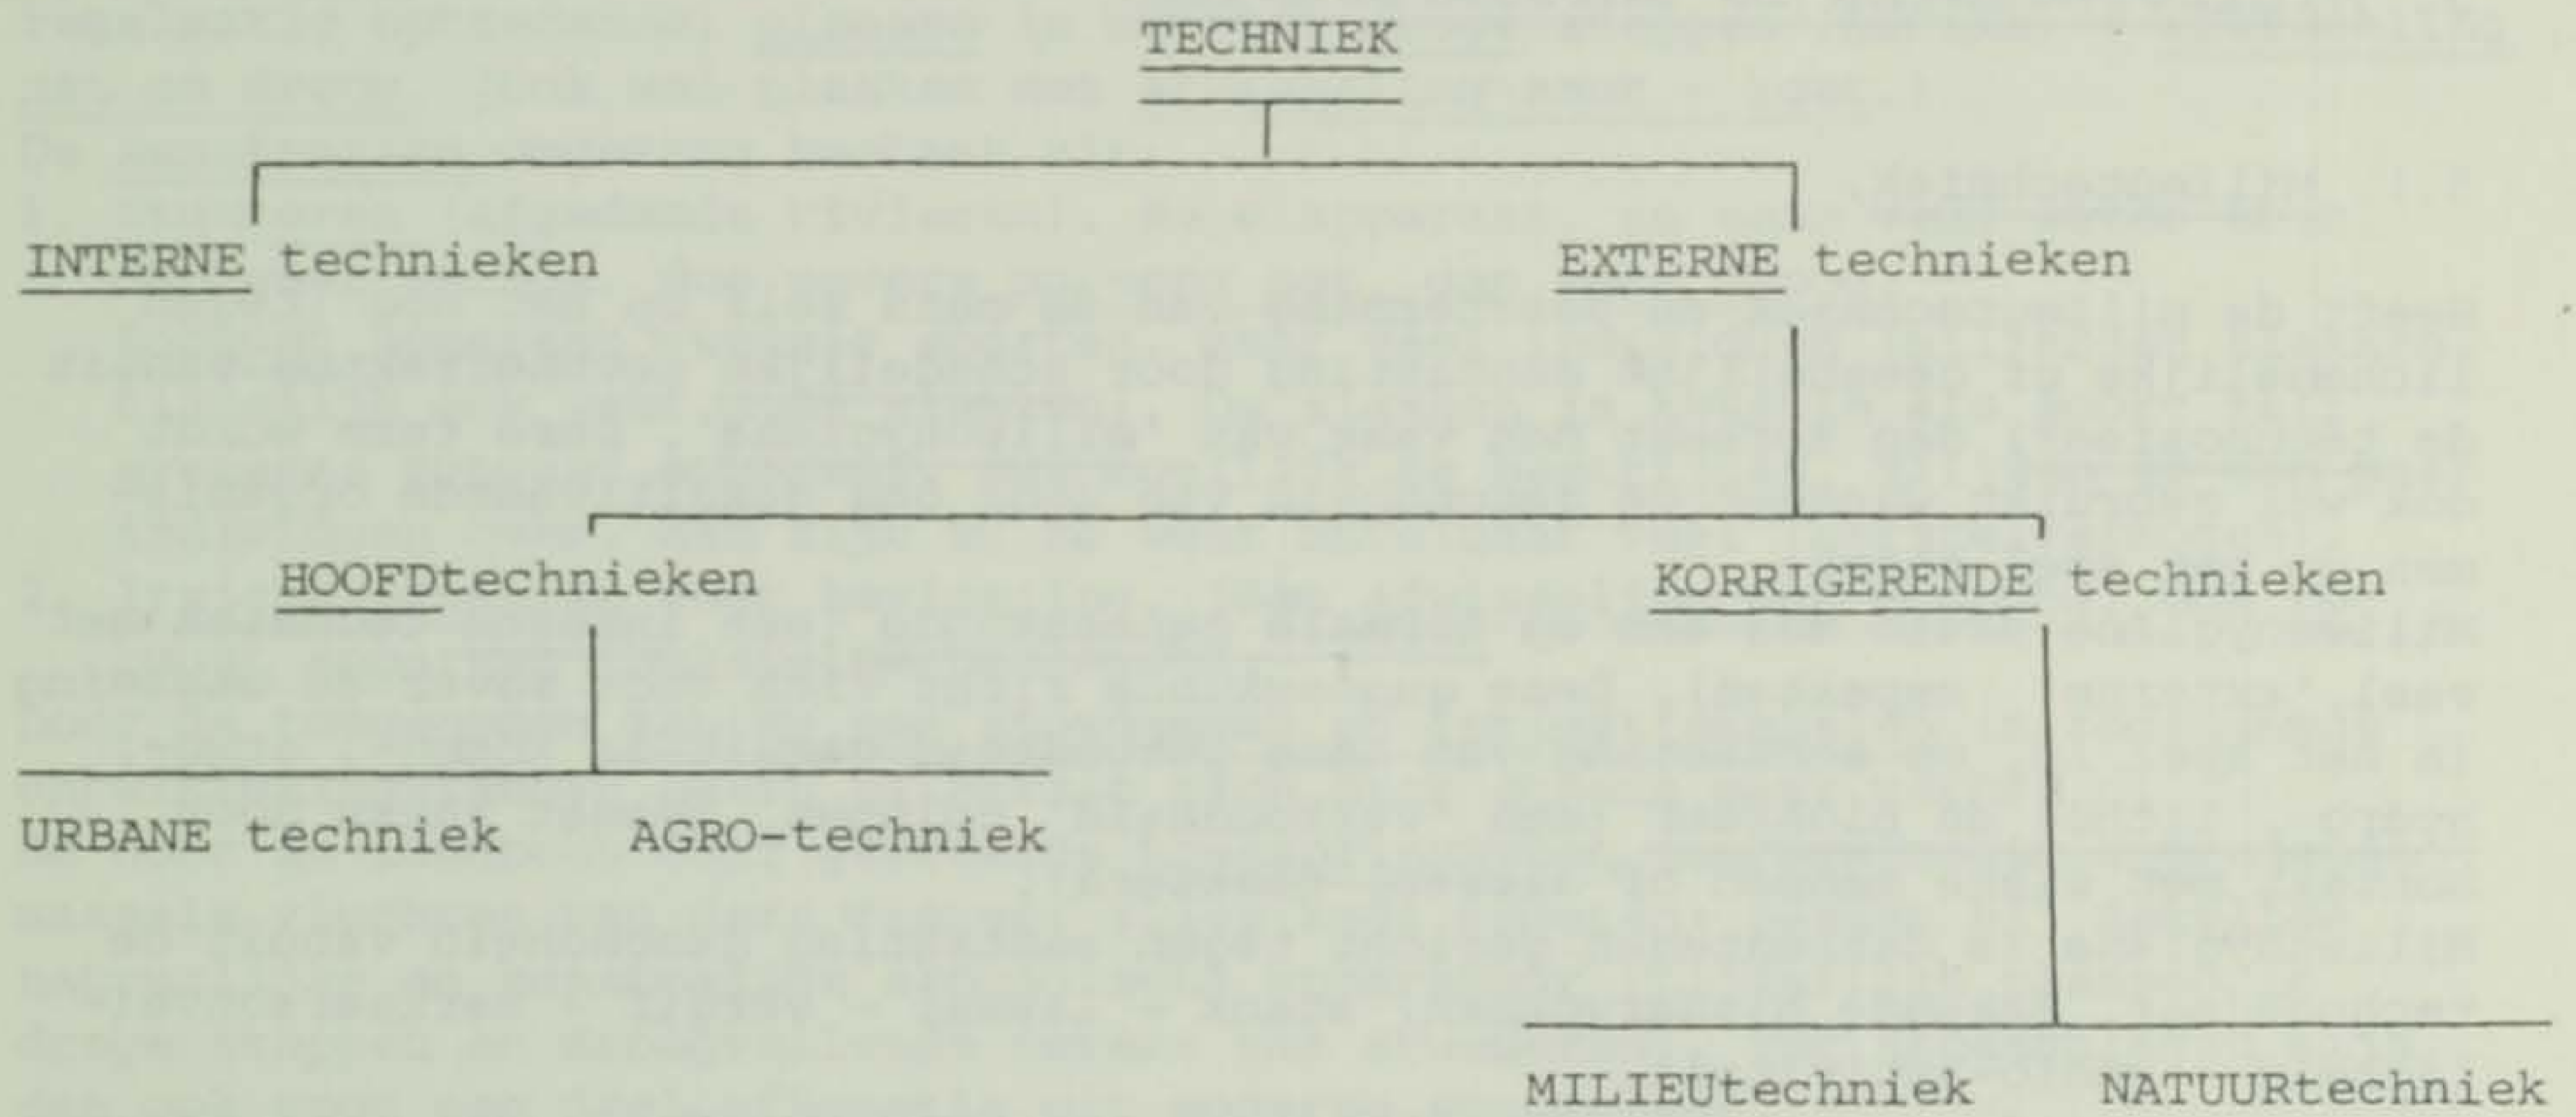 TECHNIEK
INTERNE technieken EXTERNE technieken
HOOFDtechnieken KORRIGERENDE technieken
URBANE techniek AGRO-techniek
MILIEUtechniek NATUURtechniek